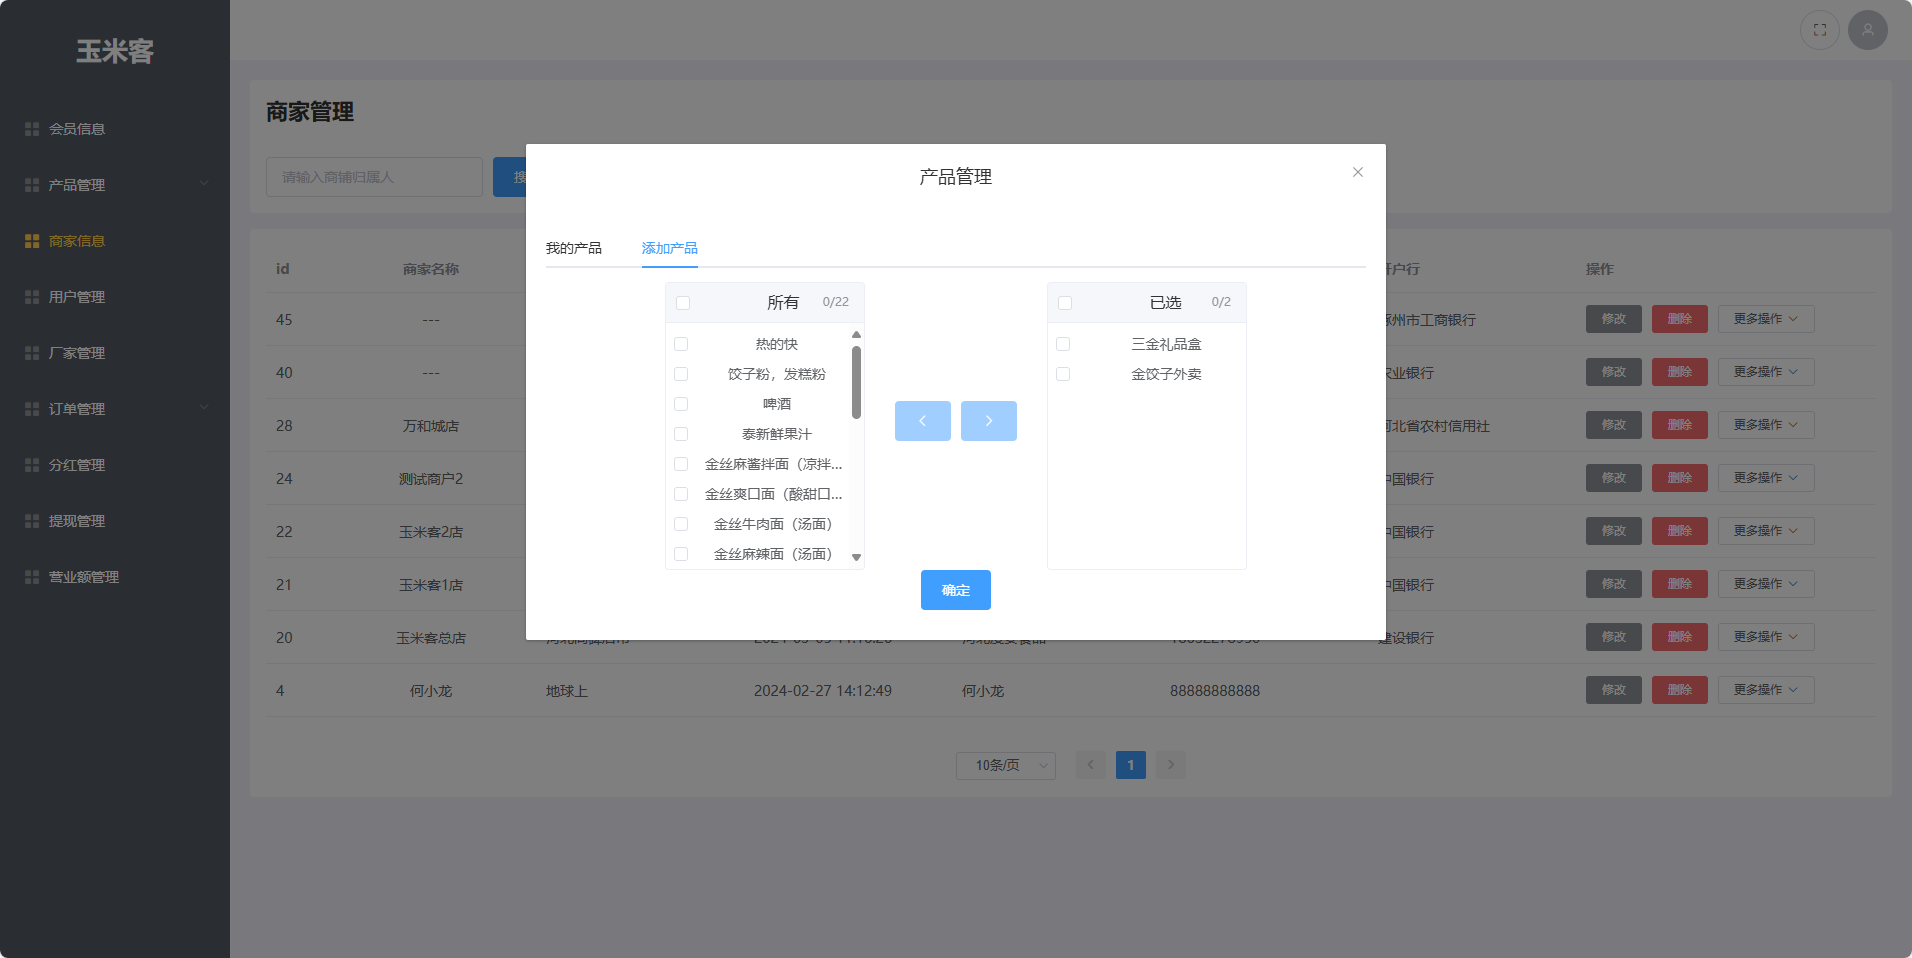 玉米客
会员信息
产品管理
商家信息
用户管理
厂家管理
订单管理
分红管理
提现管理
营业额管理
商家管理
请输入商铺归属人
搜
产品管理
我的产品 添加产品
所有 0/22
热的快
饺子粉，发糕粉
啤酒
泰新鲜果汁
金丝麻酱拌面（凉拌...
金丝爽口面（酸甜口...
金丝牛肉面（汤面）
金丝麻辣面（汤面）
已选 0/2
三金礼品盒
金饺子外卖
确定
id 商家名称 开户行 操作
45 --- 涿州市工商银行 修改 删除 更多操作
40 --- 农业银行 修改 删除 更多操作
28 万和城店 河北省农村信用社 修改 删除 更多操作
24 测试商户2 中国银行 修改 删除 更多操作
22 玉米客2店 中国银行 修改 删除 更多操作
21 玉米客1店 中国银行 修改 删除 更多操作
20 玉米客总店 建设银行 修改 删除 更多操作
4 何小龙 地球上 2024-02-27 14:12:49 何小龙 88888888888 修改 删除 更多操作
10条/页 1